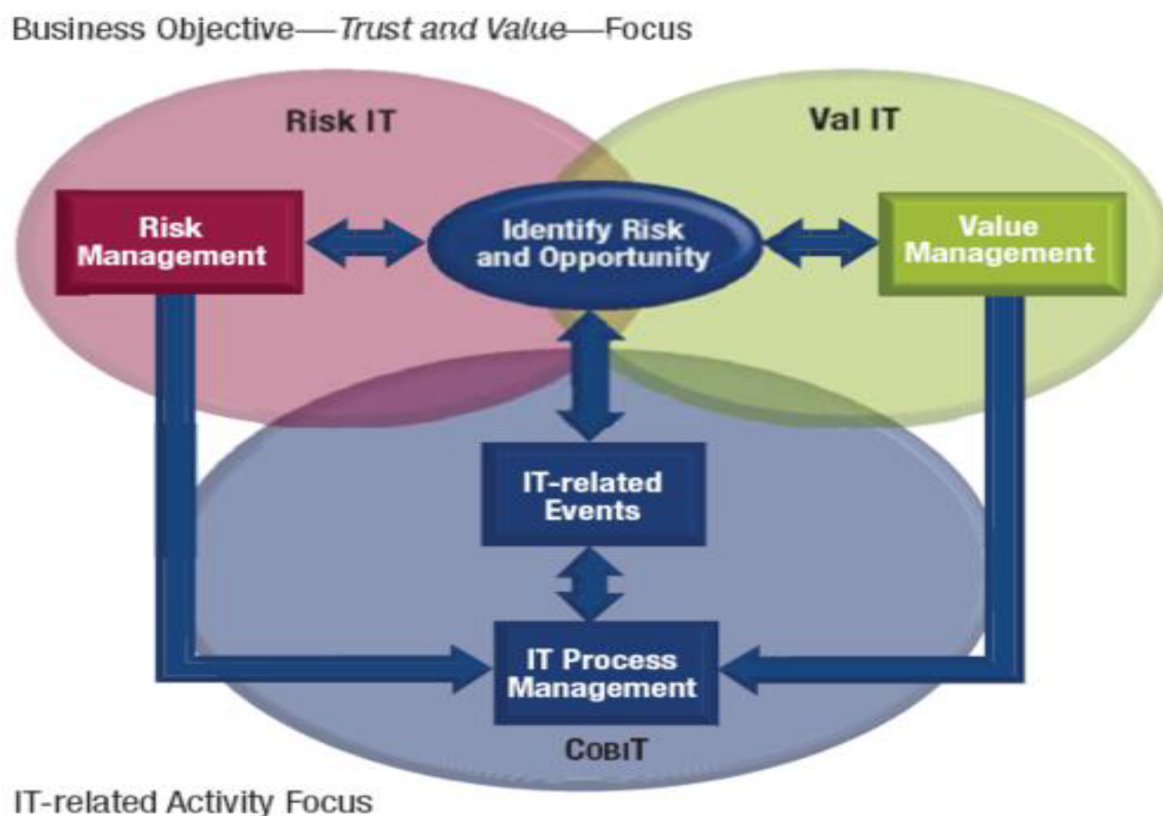 Business Objective—Trust and Value—Focus
Risk IT
Val IT
Risk
Management
Identify Risk
and Opportunity
Value
Management
IT-related
Events
IT Process
Management
COBIT
IT-related Activity Focus